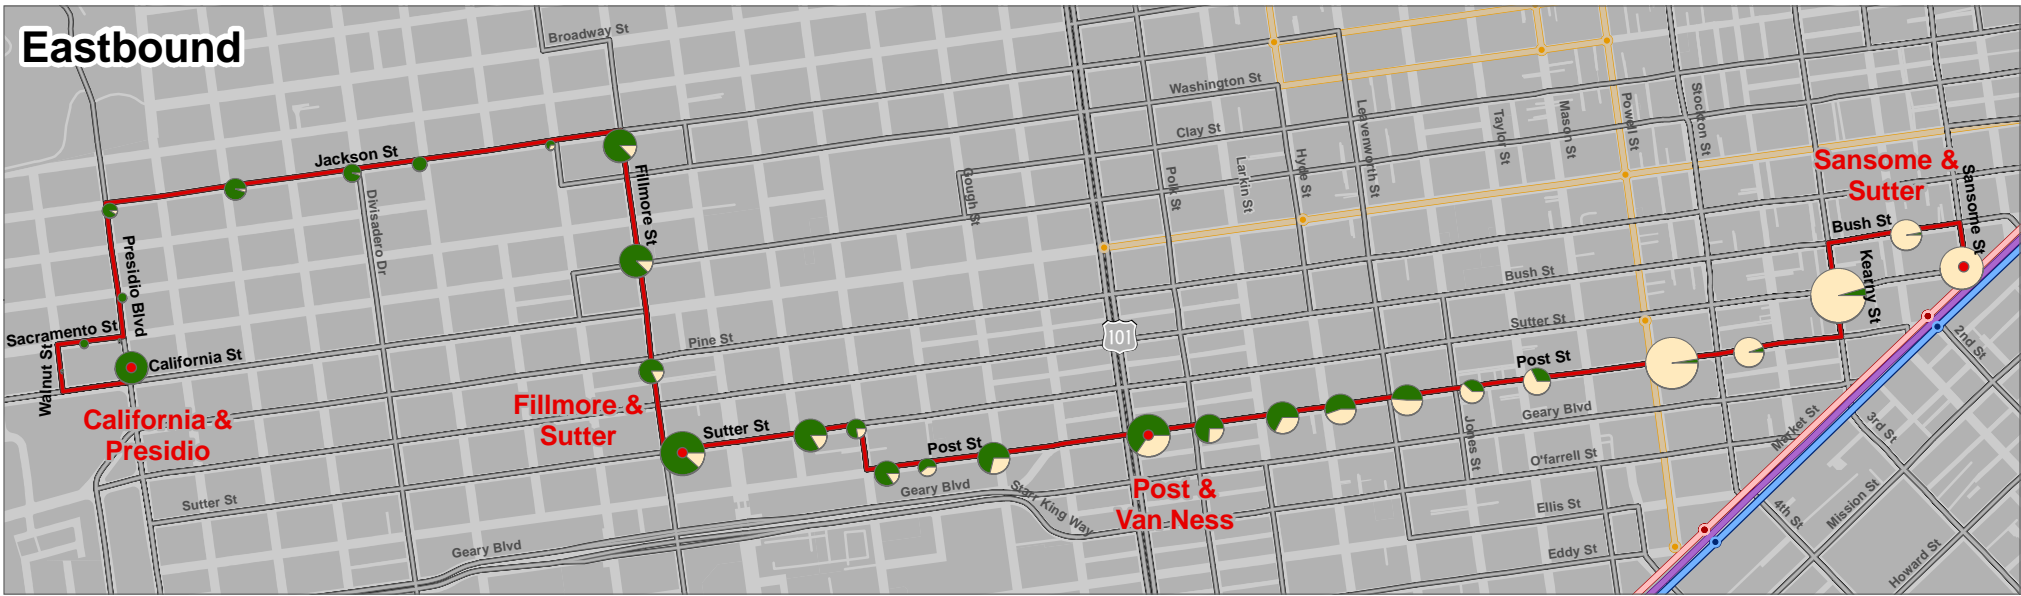 Eastbound
Broadway St
Washington St
Clay St
Leavenworth St
Taylor St
Mason St
Powell St
Stockton St
Jackson St
Fillmore St
Divisadero Dr
Gough St
Polk St
Larkin St
Hyde St
Sansome &
Sutter
Sansome St
Bush St
Kearny St
Presidio Blvd
Sacramento St
Walnut St
California St
Pine St
101
Bush St
Sutter St
Post St
2nd St
California &
Presidio
Fillmore &
Sutter
Sutter St
Post St
Geary Blvd
Jones St
Market St
3rd St
O'farrell St
Sutter St
Geary Blvd
Starr King Way
Post &
Van Ness
Ellis St
4th St
Mission St
Geary Blvd
Eddy St
Howard St